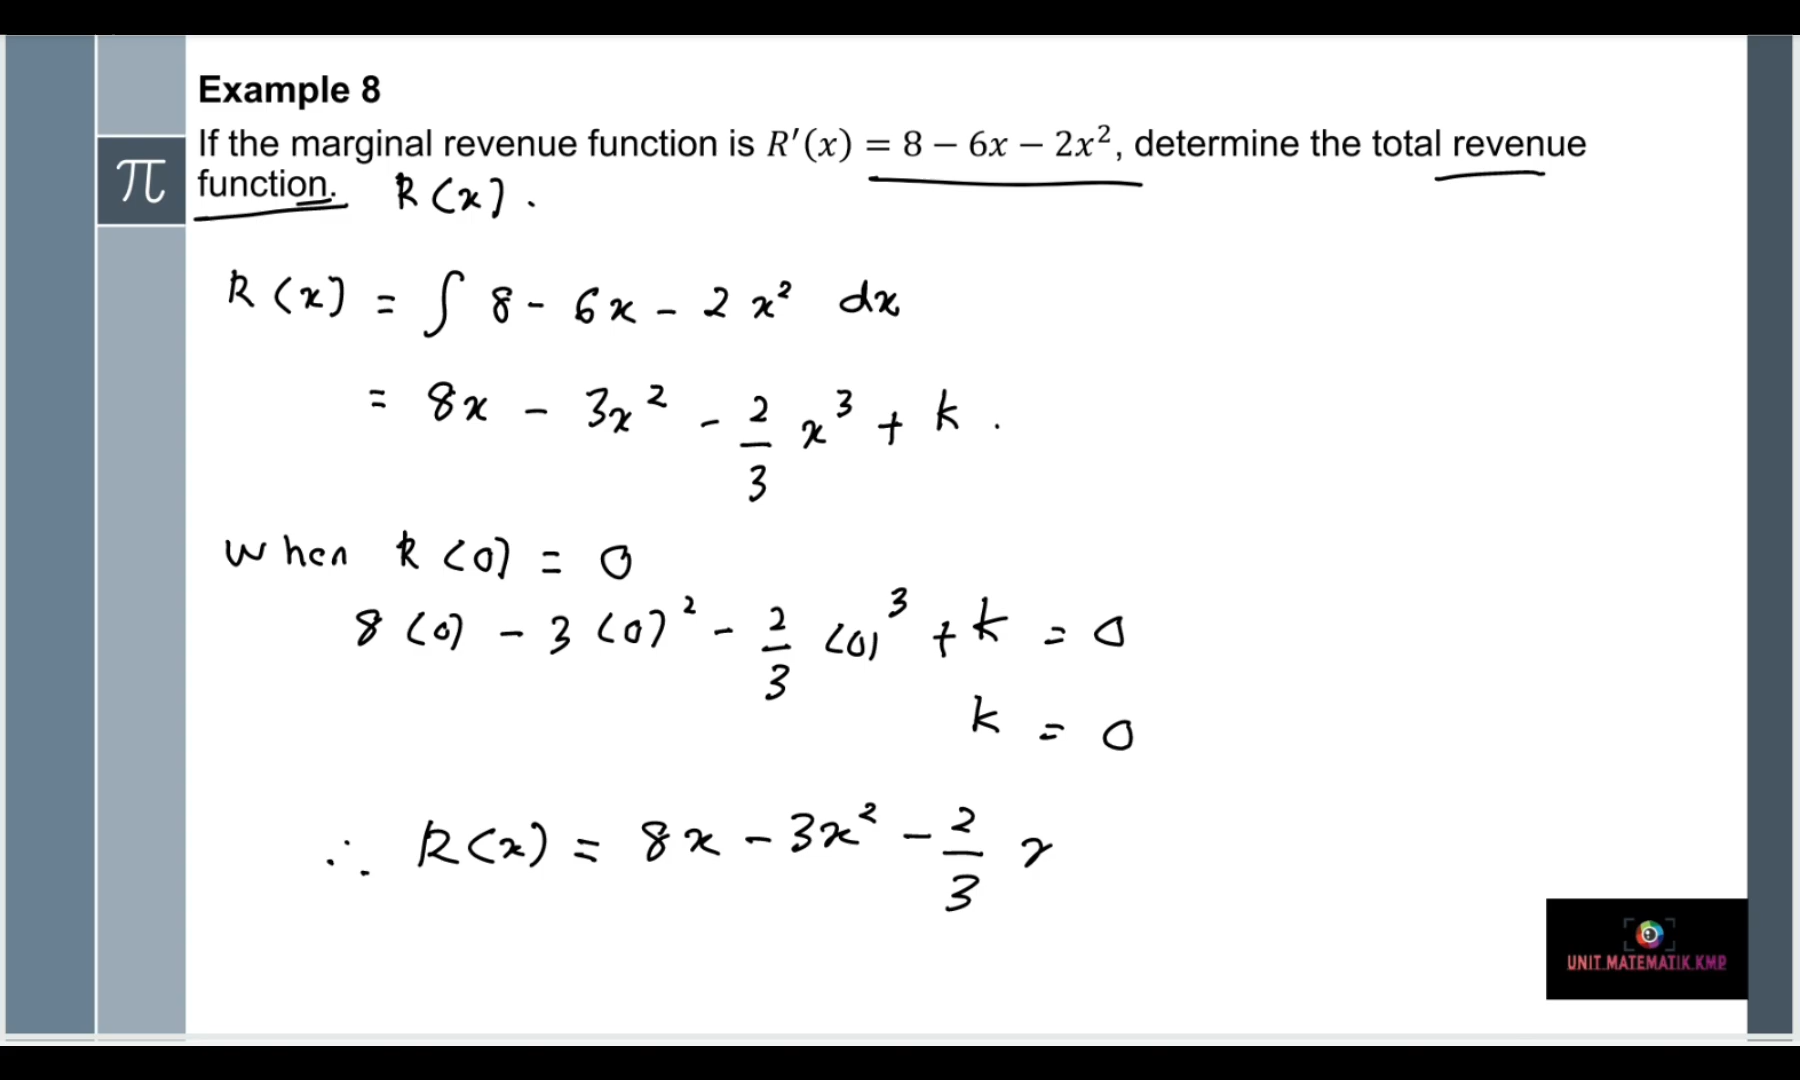 Example 8
If the marginal revenue function is R′(x) = 8 − 6x − 2x², determine the total revenue
π
function. R(x).
R(x) = ∫ 8 - 6x - 2x² dx
= 8x - 3x² - 2/3 x³ + k.
When R(0) = 0
8(0) - 3(0)² - 2/3 (0)³ + k = 0
k = 0
∴ R(x) = 8x - 3x² - 2/3 x
UNIT MATEMATIK KMP